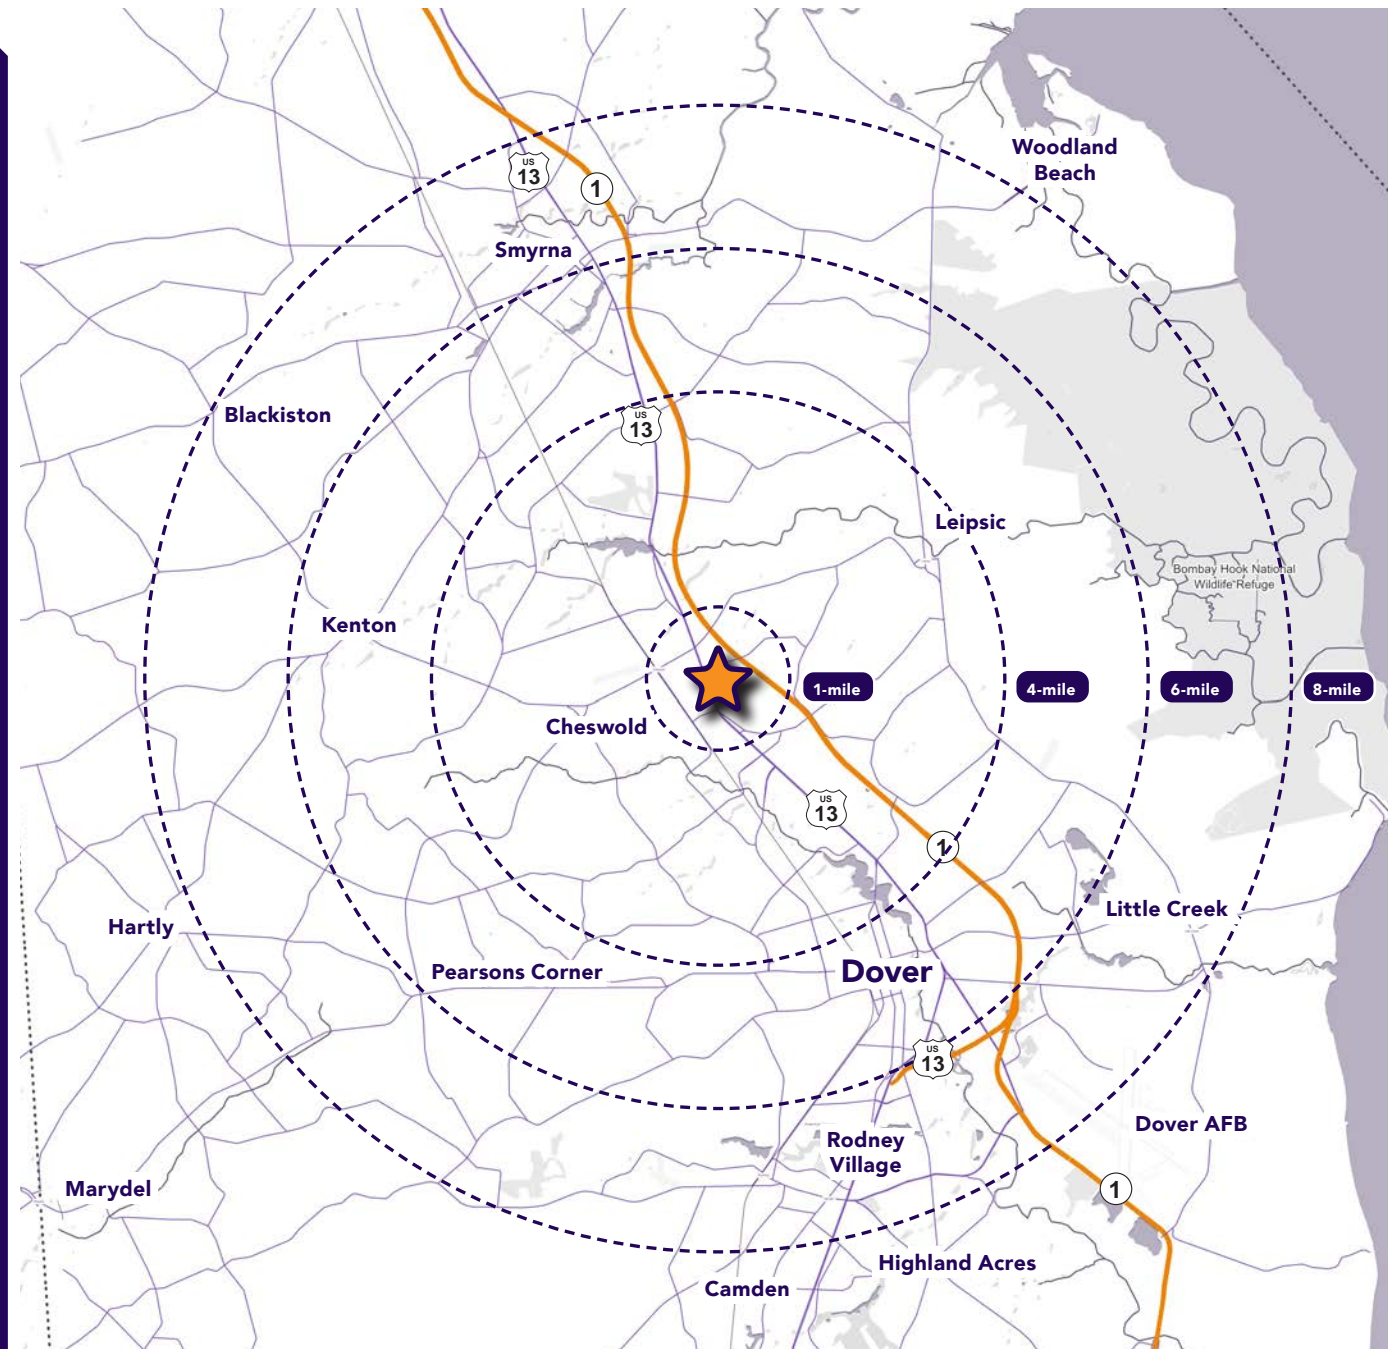 Woodland
Beach
US
13
1
Smyrna
Blackiston
US
13
Leipsic
Bombay Hook National
Wildlife Refuge
Kenton
1-mile
4-mile
6-mile
8-mile
Cheswold
US
13
1
Little Creek
Hartly
Pearsons Corner
Dover
US
13
Dover AFB
Rodney
Village
Marydel
1
Highland Acres
Camden